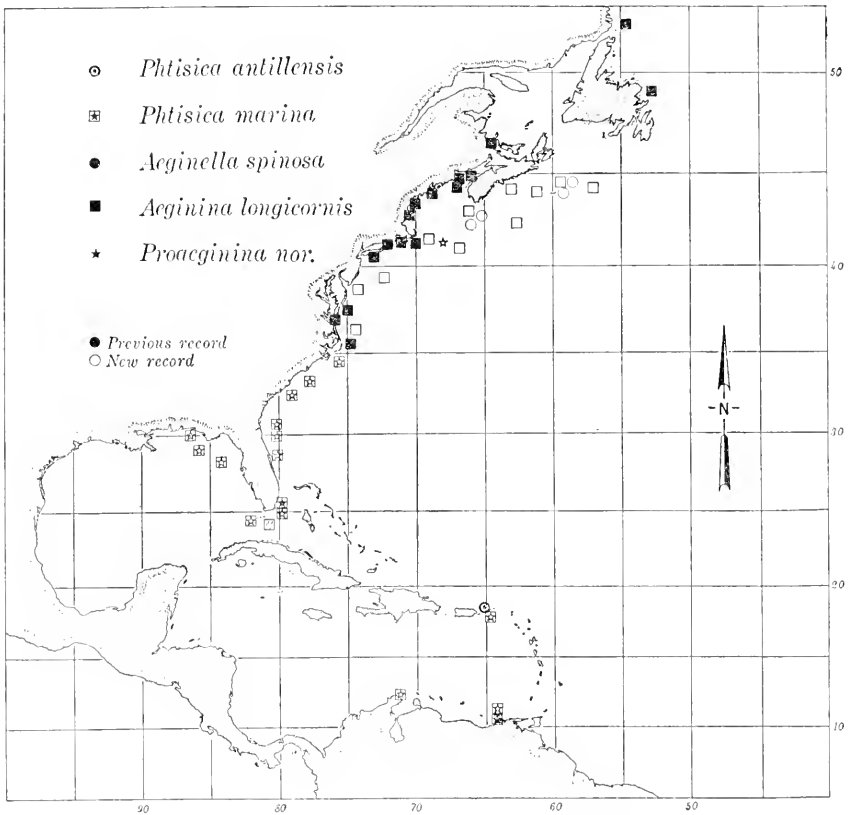 Phtisica antillensis
Phtisica marina
Aeginella spinosa
Aeginina longicornis
Proaeginina nor.
Previous record
New record
N
50
40
30
20
10
90
80
70
60
50